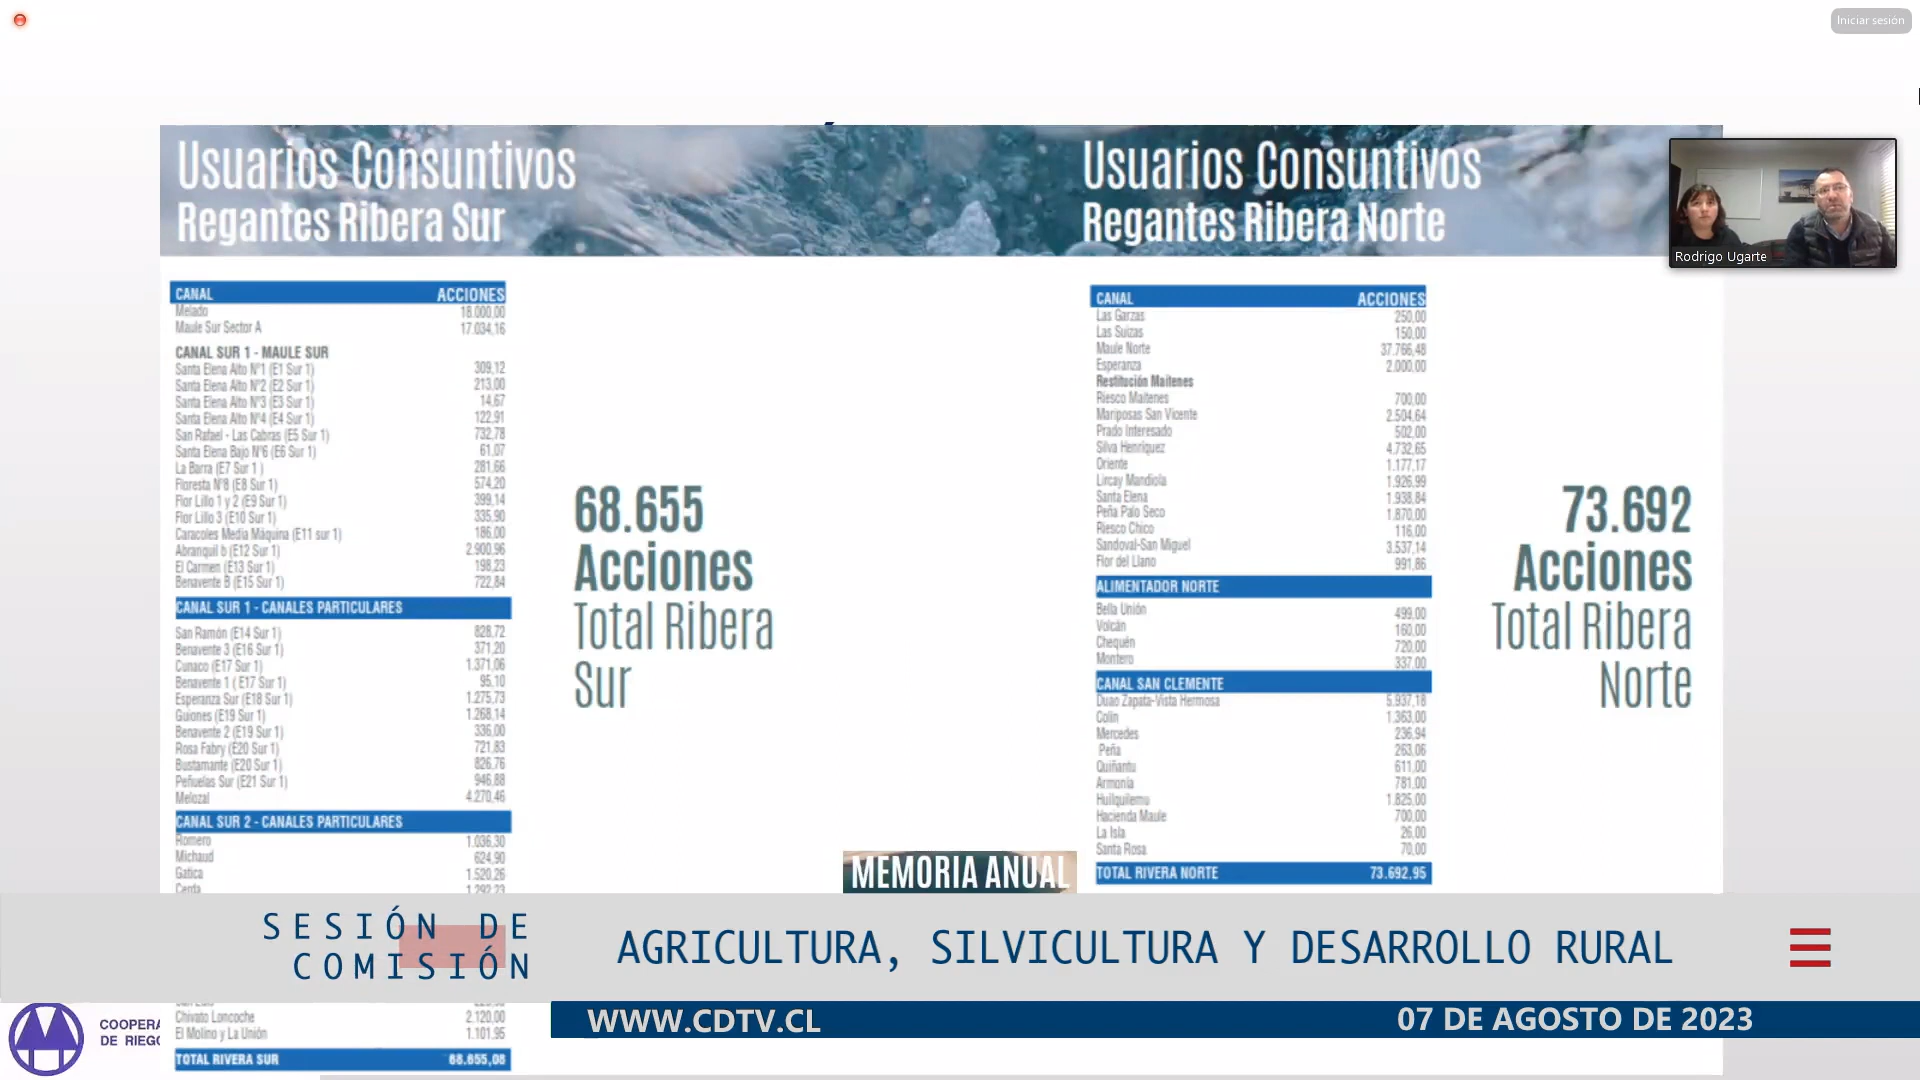 Iniciar sesión
Usuarios Consuntivos
Regantes Ribera Sur
Usuarios Consuntivos
Regantes Ribera Norte
Rodrigo Ugarte
CANAL ACCIONES
Melado 18.000,00
Maule Sur Sector A 17.034,16
CANAL SUR 1 - MAULE SUR
Santa Elena Alto Nº1 (E1 Sur 1) 309,12
Santa Elena Alto Nº2 (E2 Sur 1) 213,00
Santa Elena Alto Nº3 (E3 Sur 1) 14,67
Santa Elena Alto Nº4 (E4 Sur 1) 122,91
San Rafael - Las Cabras (E5 Sur 1) 732,78
Santa Elena Bajo Nº6 (E6 Sur 1) 61,07
La Barra (E7 Sur 1 ) 281,66
Floresta Nº8 (E8 Sur 1) 574,20
Flor Lillo 1 y 2 (E9 Sur 1) 399,14
Flor Lillo 3 (E10 Sur 1) 335,90
Caracoles Media Máquina (E11 sur 1) 186,00
Abranquil b (E12 Sur 1) 2.900,96
El Carmen (E13 Sur 1) 198,23
Benavente B (E15 Sur 1) 722,84
CANAL SUR 1 - CANALES PARTICULARES
San Ramón (E14 Sur 1) 828,72
Benavente 3 (E16 Sur 1) 371,20
Cunaco (E17 Sur 1) 1.371,06
Benavente 1 ( E17 Sur 1) 95,10
Esperanza Sur (E18 Sur 1) 1.275,73
Guiones (E19 Sur 1) 1.268,14
Benavente 2 (E19 Sur 1) 336,00
Rosa Fabry (E20 Sur 1) 721,83
Bustamante (E20 Sur 1) 826,76
Peñuelas Sur (E21 Sur 1) 946,88
Melozal 4.270,46
CANAL SUR 2 - CANALES PARTICULARES
Romero 1.036,30
Michaud 624,90
Gatica 1.520,26
Cerda 1.292,23
Chivato Loncoche 2.120,00
El Molino y La Unión 1.101,95
TOTAL RIVERA SUR 68.655,08
68.655
Acciones
Total Ribera
Sur
CANAL ACCIONES
Las Garzas 250,00
Las Suizas 150,00
Maule Norte 37.766,48
Esperanza 2.000,00
Restitución Maitenes
Riesco Maitenes 700,00
Mariposas San Vicente 2.504,64
Prado Interesado 502,00
Silva Henríquez 4.732,65
Oriente 1.177,17
Lircay Mandiola 1.926,99
Santa Elena 1.938,84
Peña Palo Seco 1.870,00
Riesco Chico 116,00
Sandoval-San Miguel 3.537,14
Flor del Llano 991,86
ALIMENTADOR NORTE
Bella Unión 499,00
Volcán 160,00
Chequén 720,00
Montero 337,00
CANAL SAN CLEMENTE
Duao Zapata-Vista Hermosa 5.937,18
Colín 1.363,00
Mercedes 236,94
Peña 263,06
Quiñantu 611,00
Armonía 781,00
Huilquilemu 1.825,00
Hacienda Maule 700,00
La Isla 26,00
Santa Rosa 70,00
TOTAL RIVERA NORTE 73.692,95
73.692
Acciones
Total Ribera
Norte
MEMORIA ANUAL
SESIÓN DE
COMISIÓN
AGRICULTURA, SILVICULTURA Y DESARROLLO RURAL
COOPERA
DE RIEGO
WWW.CDTV.CL
07 DE AGOSTO DE 2023